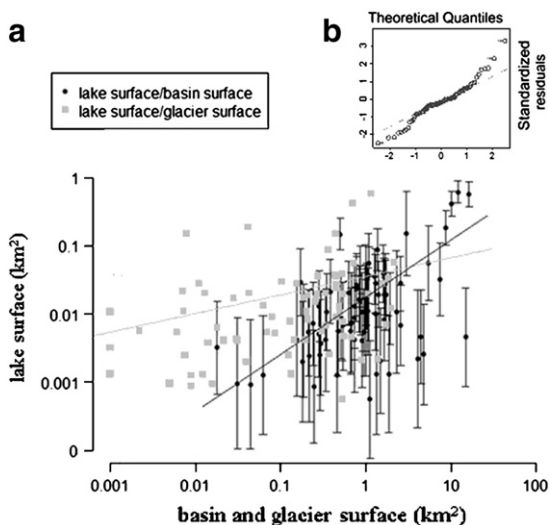 a
b
Theoretical Quantiles
Standardized
residuals
3
2
1
0
-1
-2
-2 -1 0 1 2
lake surface/basin surface
lake surface/glacier surface
lake surface (km²)
1
0.1
0.01
0.001
0
0.001 0.01 0.1 1 10 100
basin and glacier surface (km²)